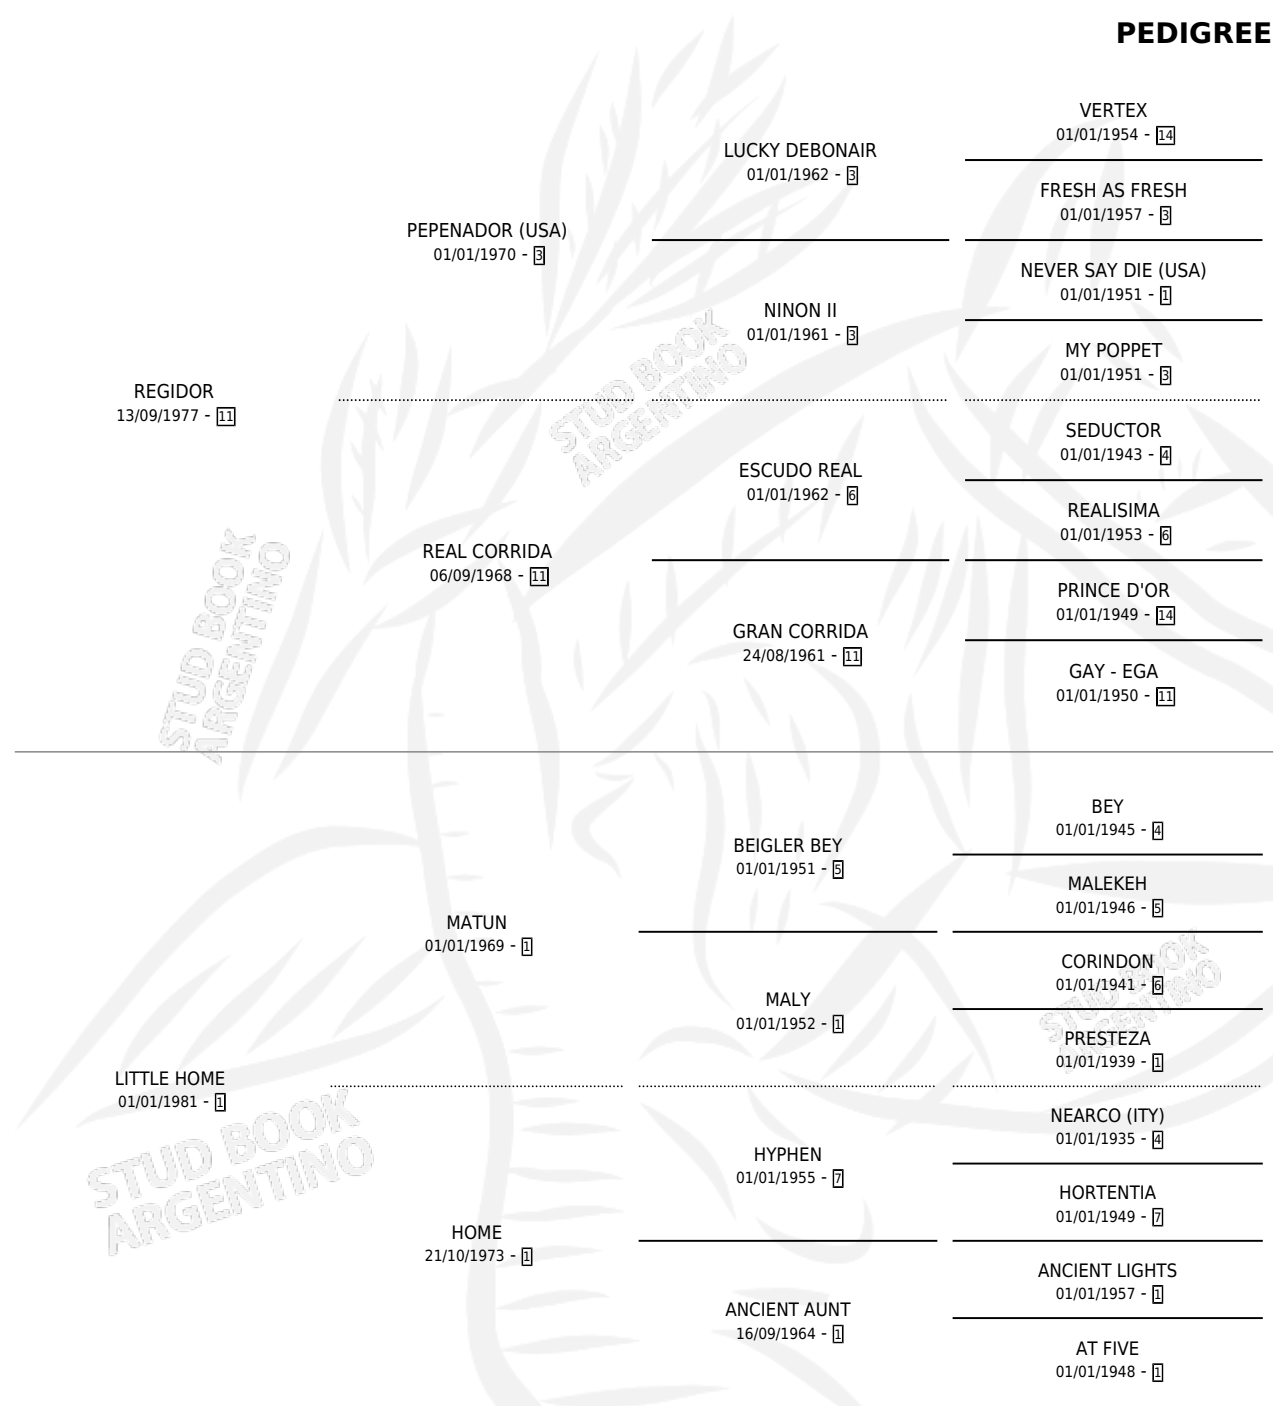 PEDIGREE
VERTEX
01/01/1954 - 14
LUCKY DEBONAIR
01/01/1962 - 3
FRESH AS FRESH
01/01/1957 - 3
PEPENADOR (USA)
01/01/1970 - 3
NEVER SAY DIE (USA)
01/01/1951 - 1
NINON II
01/01/1961 - 3
MY POPPET
01/01/1951 - 3
REGIDOR
13/09/1977 - 11
SEDUCTOR
01/01/1943 - 4
ESCUDO REAL
01/01/1962 - 6
REALISIMA
01/01/1953 - 6
REAL CORRIDA
06/09/1968 - 11
PRINCE D'OR
01/01/1949 - 14
GRAN CORRIDA
24/08/1961 - 11
GAY - EGA
01/01/1950 - 11
BEY
01/01/1945 - 4
BEIGLER BEY
01/01/1951 - 5
MALEKEH
01/01/1946 - 5
MATUN
01/01/1969 - 1
CORINDON
01/01/1941 - 6
MALY
01/01/1952 - 1
PRESTEZA
01/01/1939 - 1
LITTLE HOME
01/01/1981 - 1
NEARCO (ITY)
01/01/1935 - 4
HYPHEN
01/01/1955 - 7
HORTENTIA
01/01/1949 - 7
HOME
21/10/1973 - 1
ANCIENT LIGHTS
01/01/1957 - 1
ANCIENT AUNT
16/09/1964 - 1
AT FIVE
01/01/1948 - 1
STUD BOOK
ARGENTINO
STUD BOOK
ARGENTINO
STUD BOOK
ARGENTINO
STUD BOOK
ARGENTINO